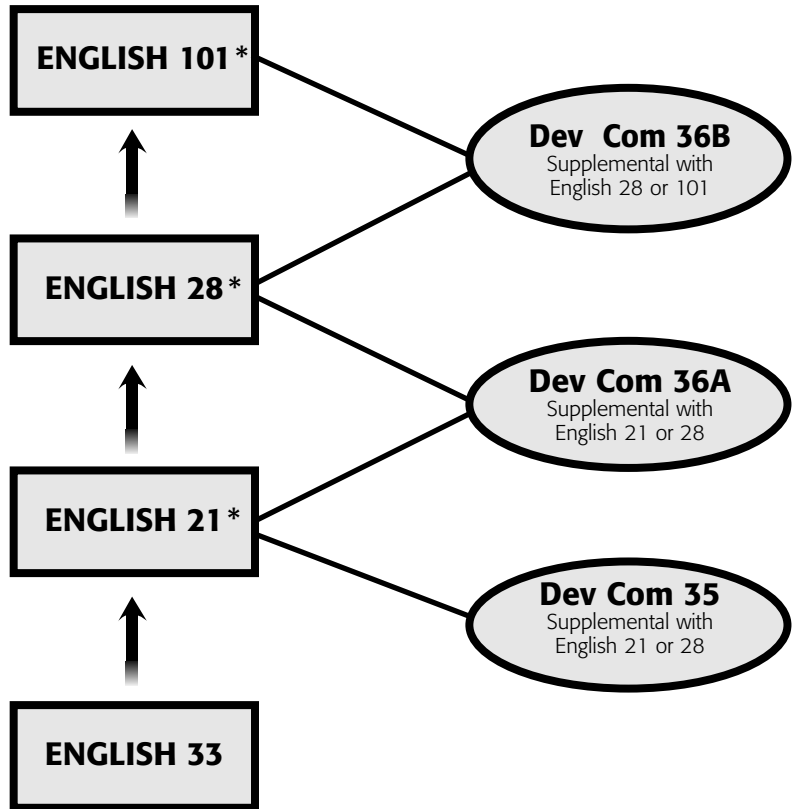 ENGLISH 101*
Dev Com 36B
Supplemental with
English 28 or 101
ENGLISH 28*
Dev Com 36A
Supplemental with
English 21 or 28
ENGLISH 21*
Dev Com 35
Supplemental with
English 21 or 28
ENGLISH 33